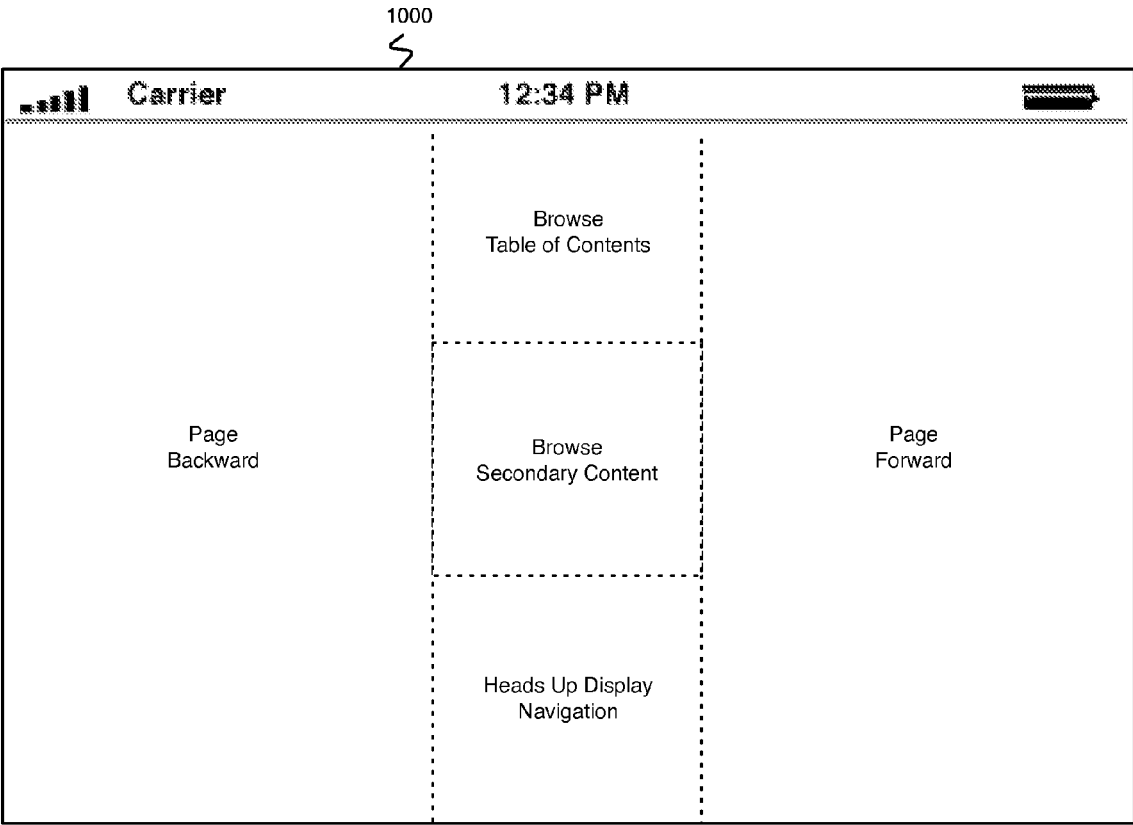 1000
Carrier
12:34 PM
Browse
Table of Contents
Page
Backward
Browse
Secondary Content
Page
Forward
Heads Up Display
Navigation